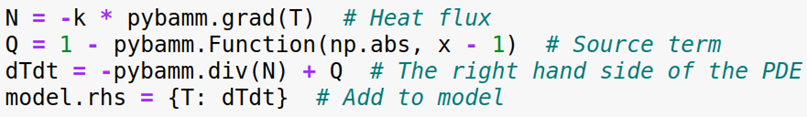 N = -k * pybamm.grad(T)  # Heat flux
Q = 1 - pybamm.Function(np.abs, x - 1)  # Source term
dTdt = -pybamm.div(N) + Q  # The right hand side of the PDE
model.rhs = {T: dTdt}  # Add to model